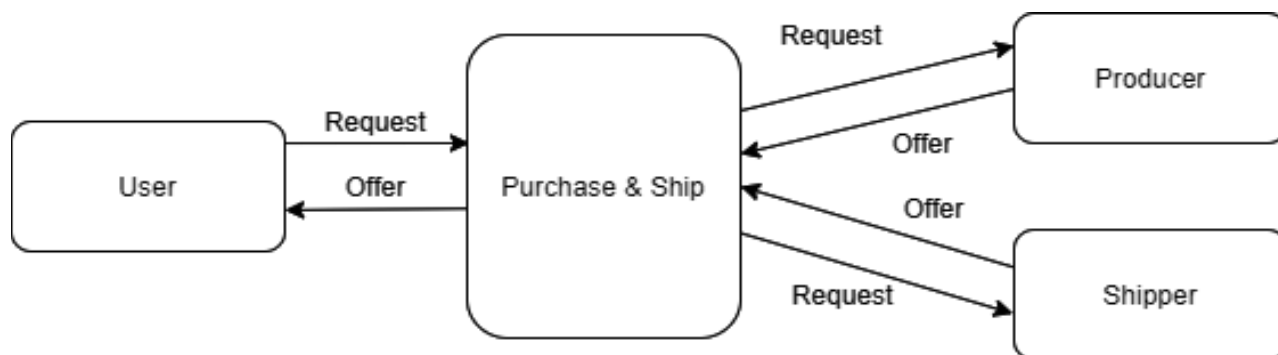 Request
Producer
Request
Offer
User
Offer
Purchase & Ship
Offer
Request
Shipper